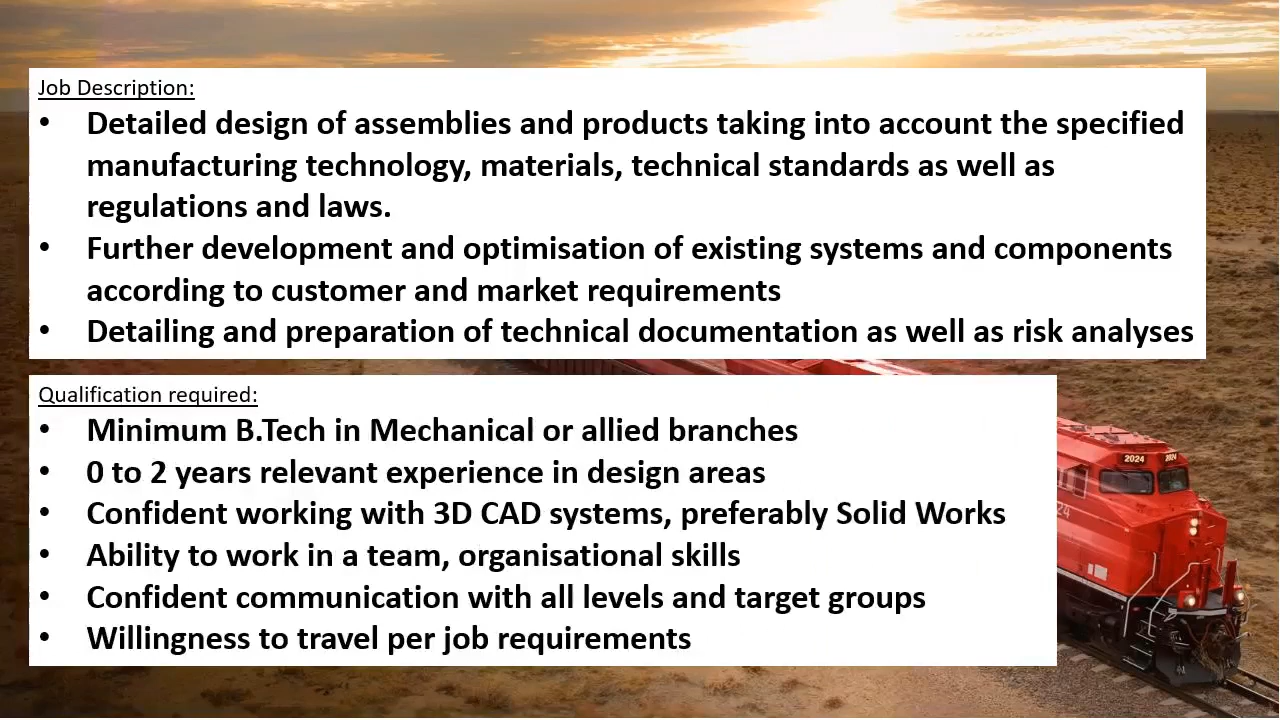 Job Description:
• Detailed design of assemblies and products taking into account the specified
manufacturing technology, materials, technical standards as well as
regulations and laws.
• Further development and optimisation of existing systems and components
according to customer and market requirements
• Detailing and preparation of technical documentation as well as risk analyses
Qualification required:
• Minimum B.Tech in Mechanical or allied branches
• 0 to 2 years relevant experience in design areas
• Confident working with 3D CAD systems, preferably Solid Works
• Ability to work in a team, organisational skills
• Confident communication with all levels and target groups
• Willingness to travel per job requirements
2024 2024
24